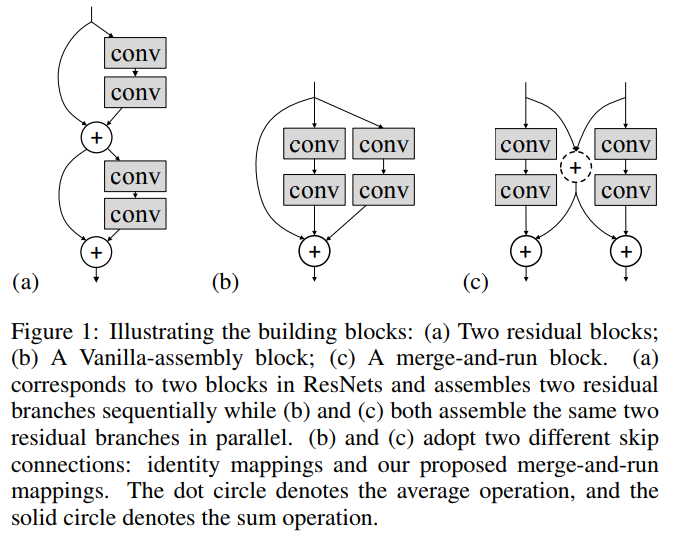 conv
conv
+
conv
conv
+
(a)
conv conv
conv conv
+
(b)
conv conv
+
conv conv
+ +
(c)
Figure 1: Illustrating the building blocks: (a) Two residual blocks;
(b) A Vanilla-assembly block; (c) A merge-and-run block. (a)
corresponds to two blocks in ResNets and assembles two residual
branches sequentially while (b) and (c) both assemble the same two
residual branches in parallel. (b) and (c) adopt two different skip
connections: identity mappings and our proposed merge-and-run
mappings. The dot circle denotes the average operation, and the
solid circle denotes the sum operation.